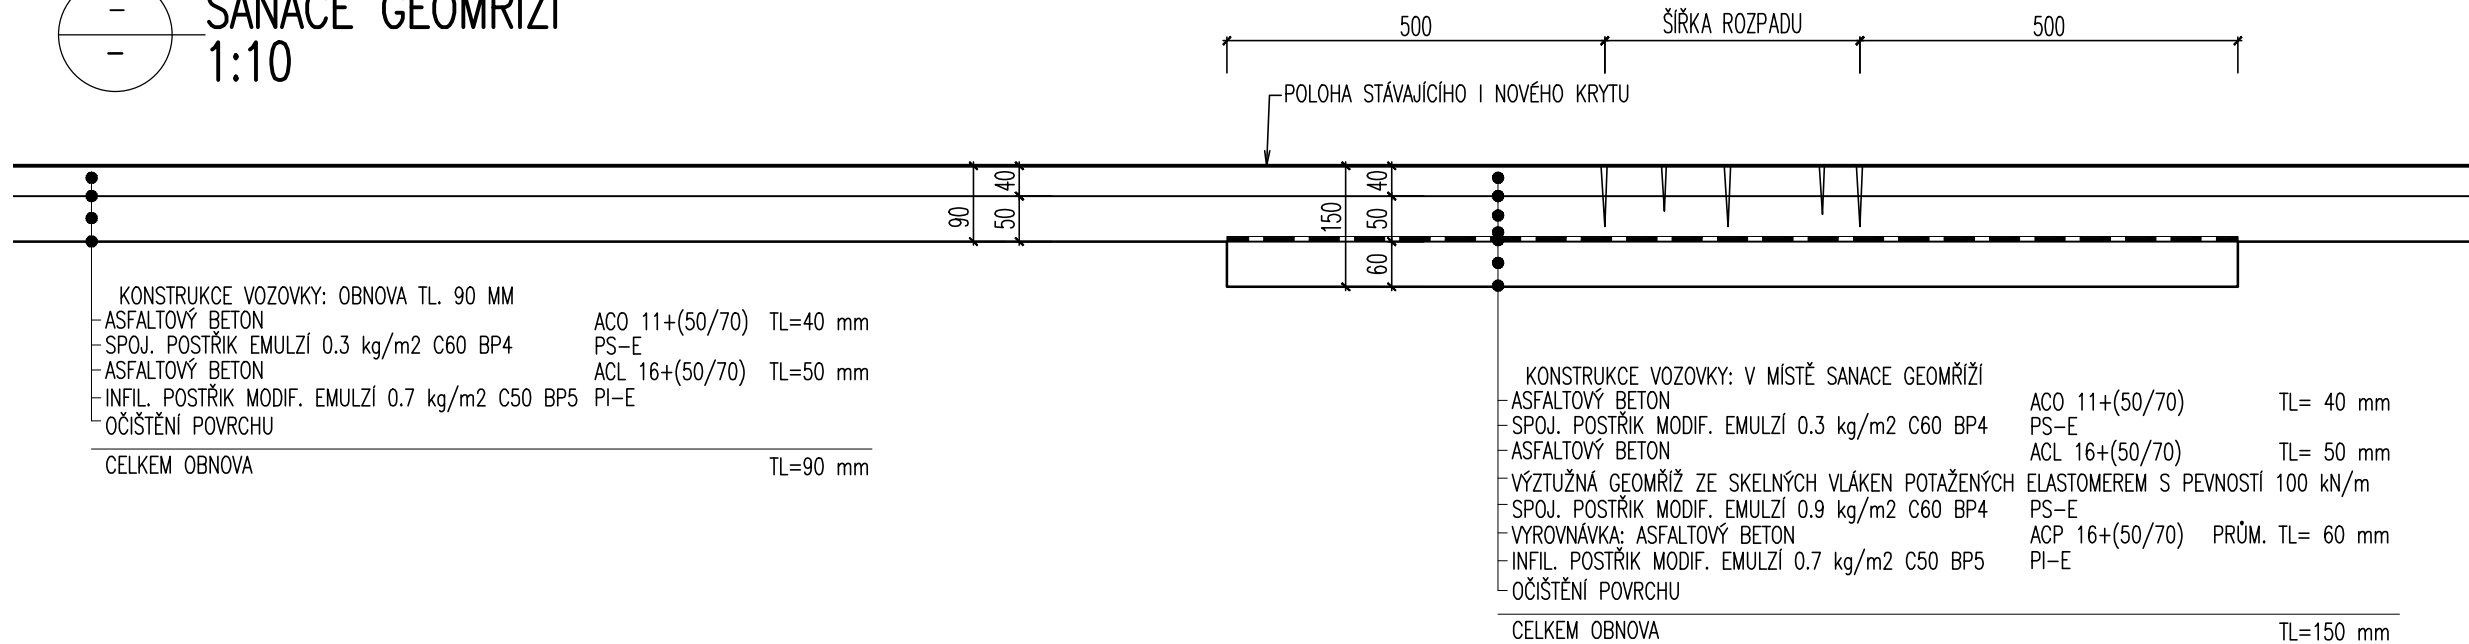 –
–
SANACE GEOMŘÍŽÍ
1:10
500
ŠÍŘKA ROZPADU
500
POLOHA STÁVAJÍCÍHO I NOVÉHO KRYTU
90
40
50
150
40
50
60
KONSTRUKCE VOZOVKY: OBNOVA TL. 90 MM
ASFALTOVÝ BETON ACO 11+(50/70) TL=40 mm
SPOJ. POSTŘIK EMULZÍ 0.3 kg/m2 C60 BP4 PS–E
ASFALTOVÝ BETON ACL 16+(50/70) TL=50 mm
INFIL. POSTŘIK MODIF. EMULZÍ 0.7 kg/m2 C50 BP5 PI–E
OČIŠTĚNÍ POVRCHU
CELKEM OBNOVA TL=90 mm
KONSTRUKCE VOZOVKY: V MÍSTĚ SANACE GEOMŘÍŽÍ
ASFALTOVÝ BETON ACO 11+(50/70) TL= 40 mm
SPOJ. POSTŘIK MODIF. EMULZÍ 0.3 kg/m2 C60 BP4 PS–E
ASFALTOVÝ BETON ACL 16+(50/70) TL= 50 mm
VÝZTUŽNÁ GEOMŘÍŽ ZE SKELNÝCH VLÁKEN POTAŽENÝCH ELASTOMEREM S PEVNOSTÍ 100 kN/m
SPOJ. POSTŘIK MODIF. EMULZÍ 0.9 kg/m2 C60 BP4 PS–E
VYROVNÁVKA: ASFALTOVÝ BETON ACP 16+(50/70) PRŮM. TL= 60 mm
INFIL. POSTŘIK MODIF. EMULZÍ 0.7 kg/m2 C50 BP5 PI–E
OČIŠTĚNÍ POVRCHU
CELKEM OBNOVA TL=150 mm